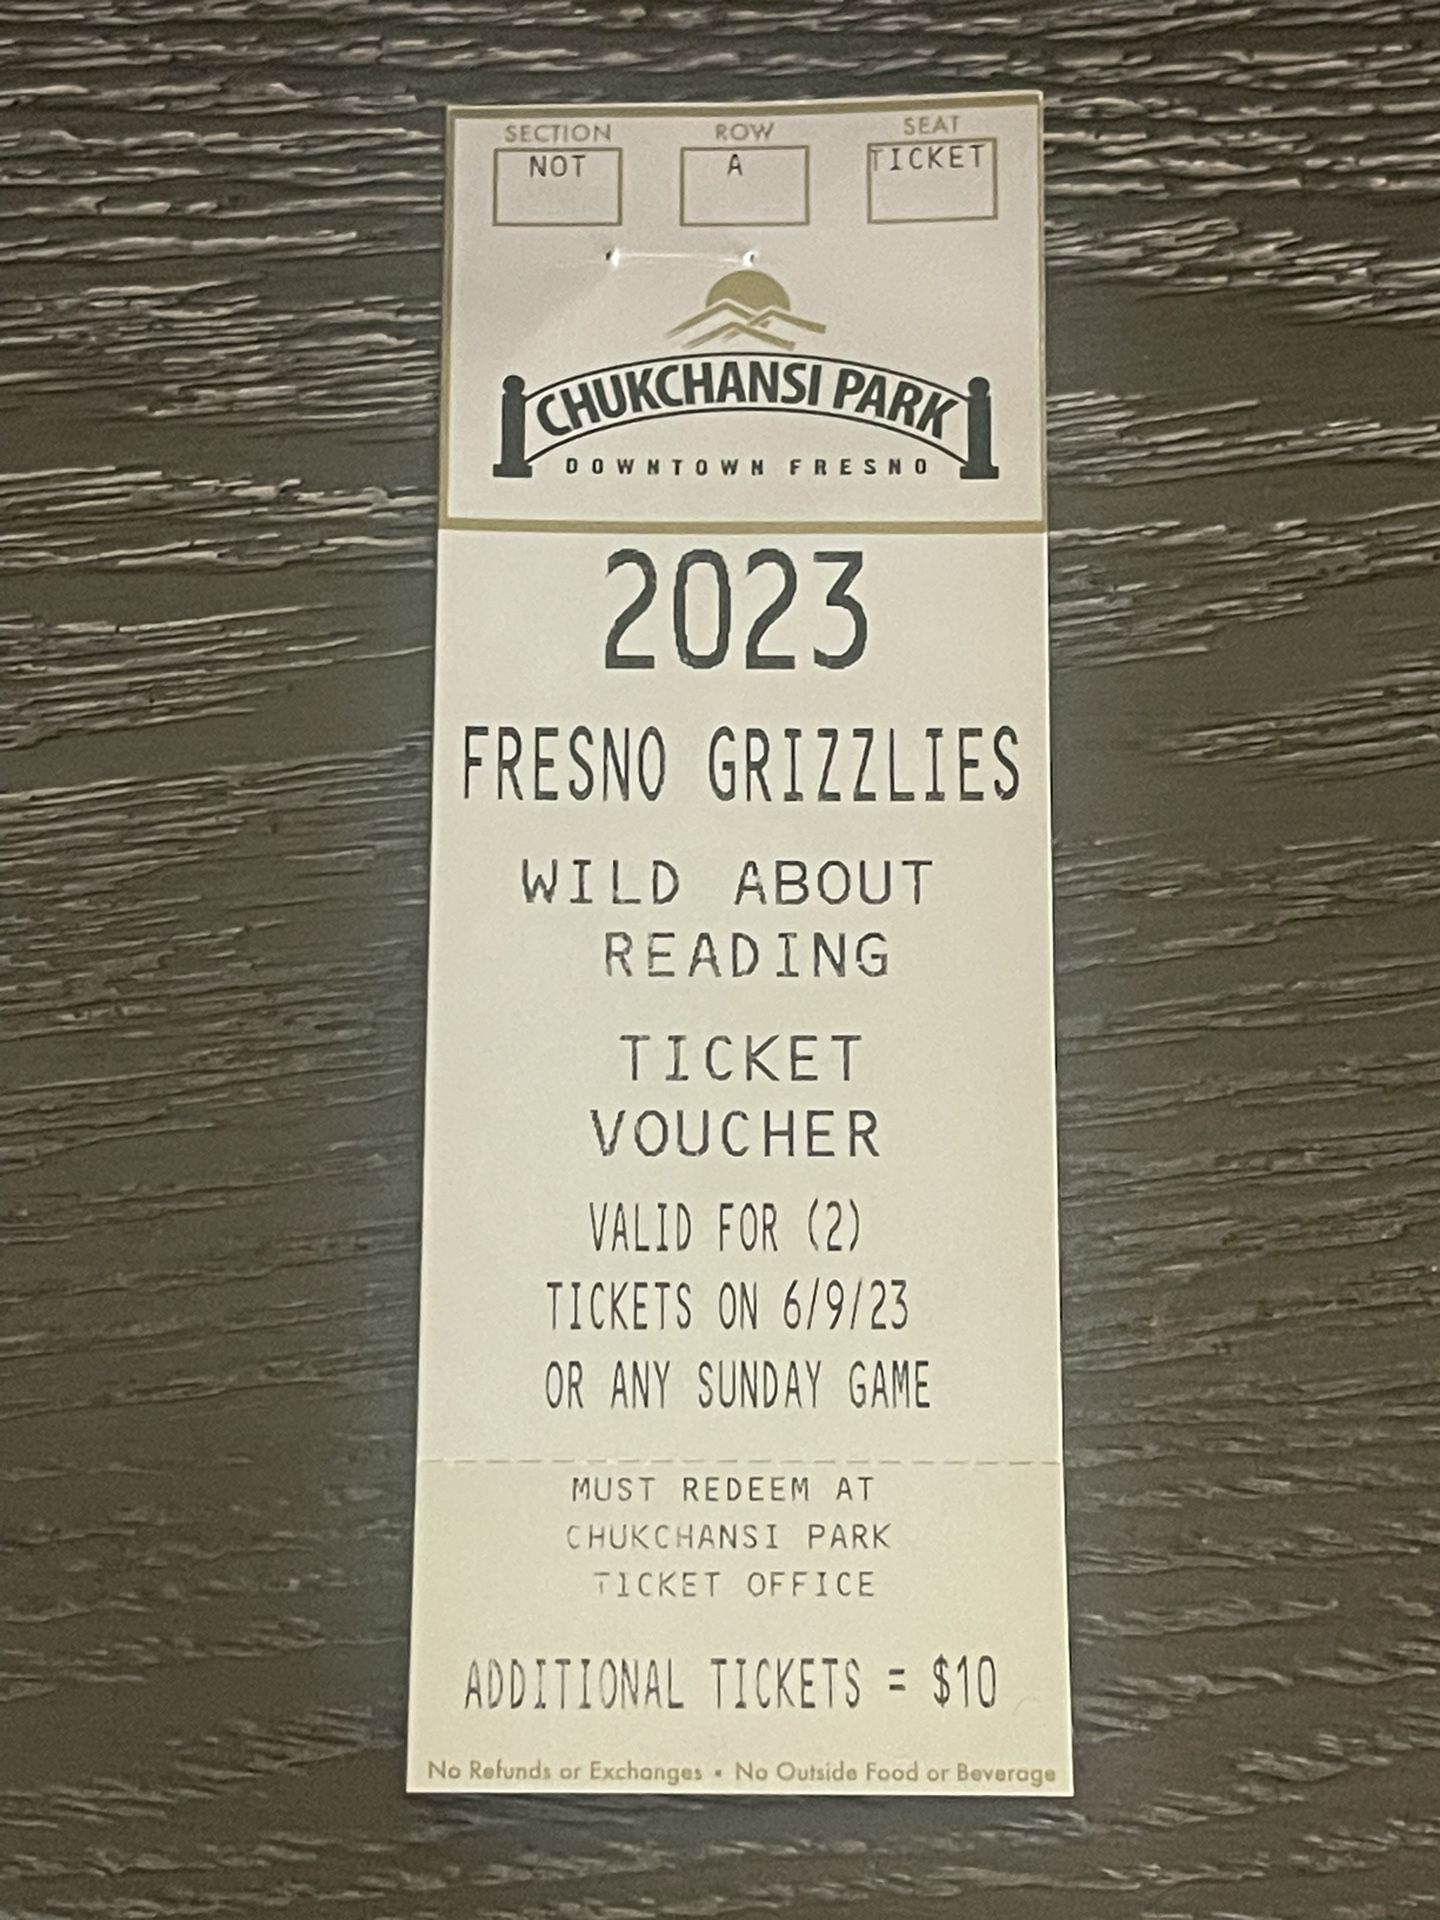 SECTION ROW SEAT
NOT A TICKET
CHUKCHANSI PARK
DOWNTOWN FRESNO
2023
FRESNO GRIZZLIES
WILD ABOUT
READING
TICKET
VOUCHER
VALID FOR (2)
TICKETS ON 6/9/23
OR ANY SUNDAY GAME
MUST REDEEM AT
CHUKCHANSI PARK
TICKET OFFICE
ADDITIONAL TICKETS = $10
No Refunds or Exchanges • No Outside Food or Beverage